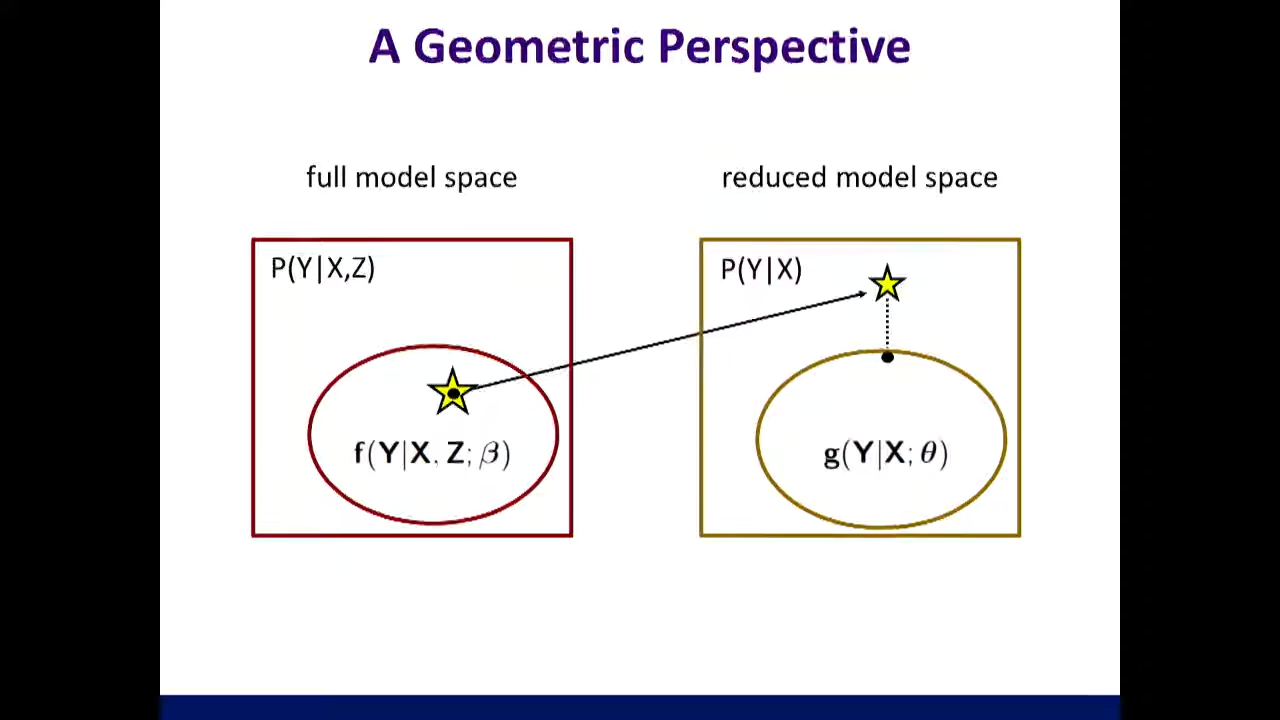 A Geometric Perspective
full model space
reduced model space
P(Y|X,Z)
P(Y|X)
f(Y|X, Z; β)
g(Y|X; θ)